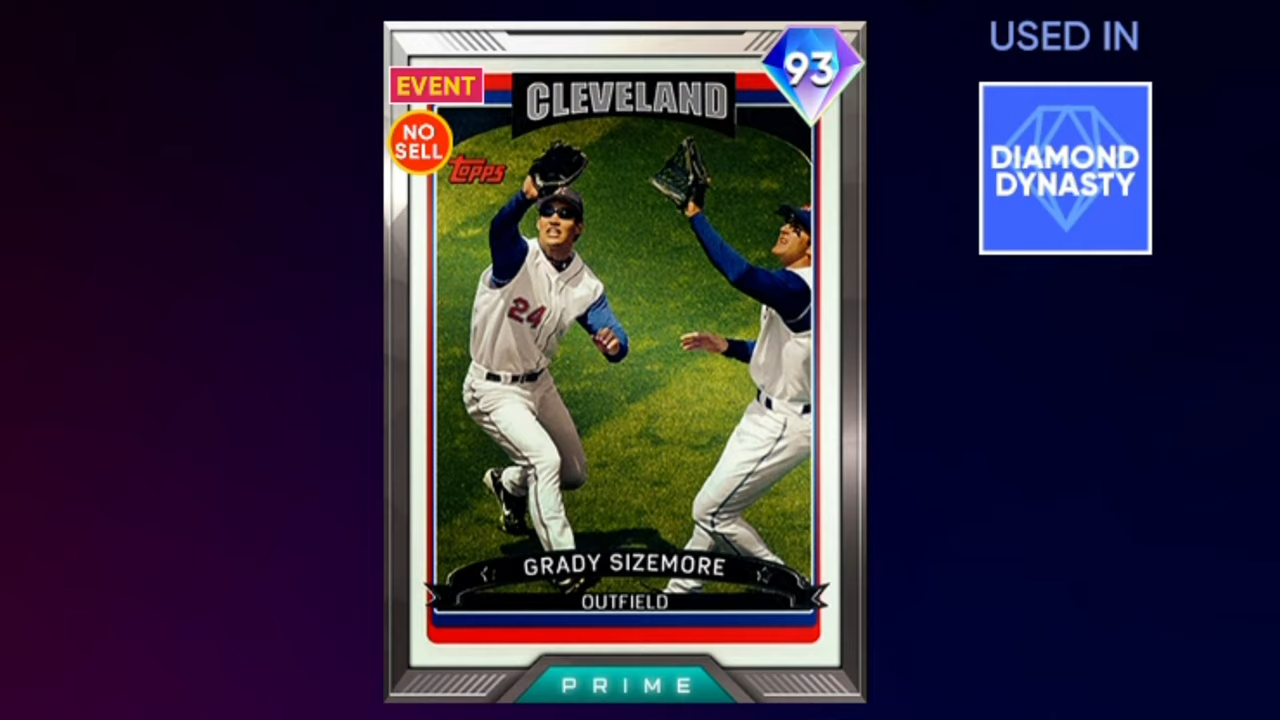 USED IN
93
EVENT
CLEVELAND
NO
SELL
Topps
DIAMOND
DYNASTY
24
GRADY SIZEMORE
OUTFIELD
PRIME